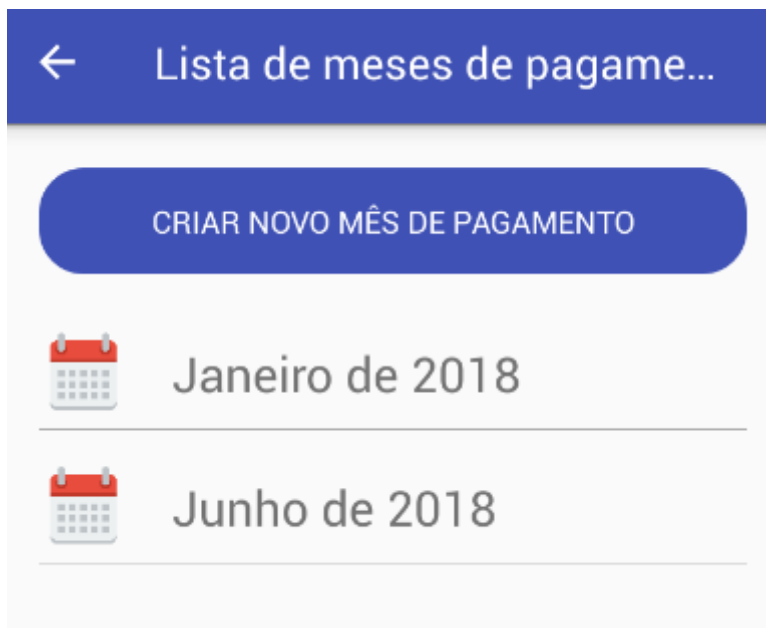 Lista de meses de pagame...
CRIAR NOVO MÊS DE PAGAMENTO
Janeiro de 2018
Junho de 2018